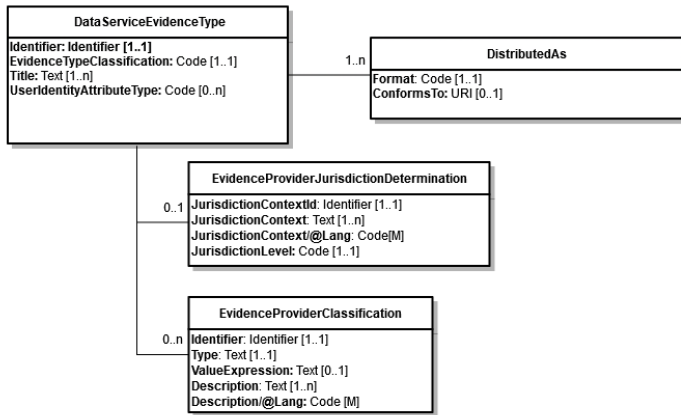 DataServiceEvidenceType
Identifier: Identifier [1..1]
EvidenceTypeClassification: Code [1..1]
Title: Text [1..n]
UserIdentityAttributeType: Code [0..n]
1..n
DistributedAs
Format: Code [1..1]
ConformsTo: URI [0..1]
0..1
EvidenceProviderJurisdictionDetermination
JurisdictionContextId: Identifier [1..1]
JurisdictionContext: Text [1..n]
JurisdictionContext/@Lang: Code[M]
JurisdictionLevel: Code [1..1]
0..n
EvidenceProviderClassification
Identifier: Identifier [1..1]
Type: Text [1..1]
ValueExpression: Text [0..1]
Description: Text [1..n]
Description/@Lang: Code [M]